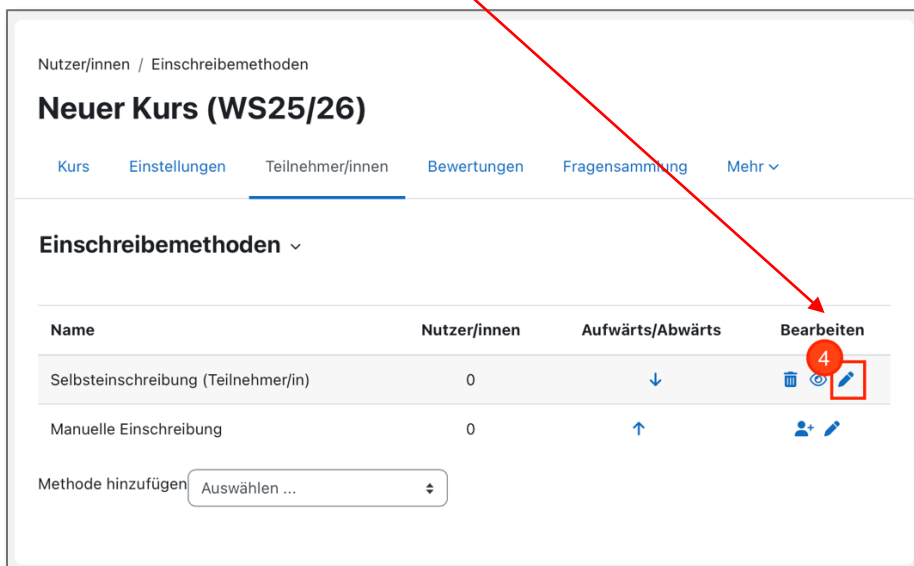 Nutzer/innen / Einschreibemethoden
Neuer Kurs (WS25/26)
Kurs Einstellungen Teilnehmer/innen Bewertungen Fragensammlung Mehr
Einschreibemethoden
Name Nutzer/innen Aufwärts/Abwärts Bearbeiten
4
Selbsteinschreibung (Teilnehmer/in) 0
Manuelle Einschreibung 0
Methode hinzufügen Auswählen ...